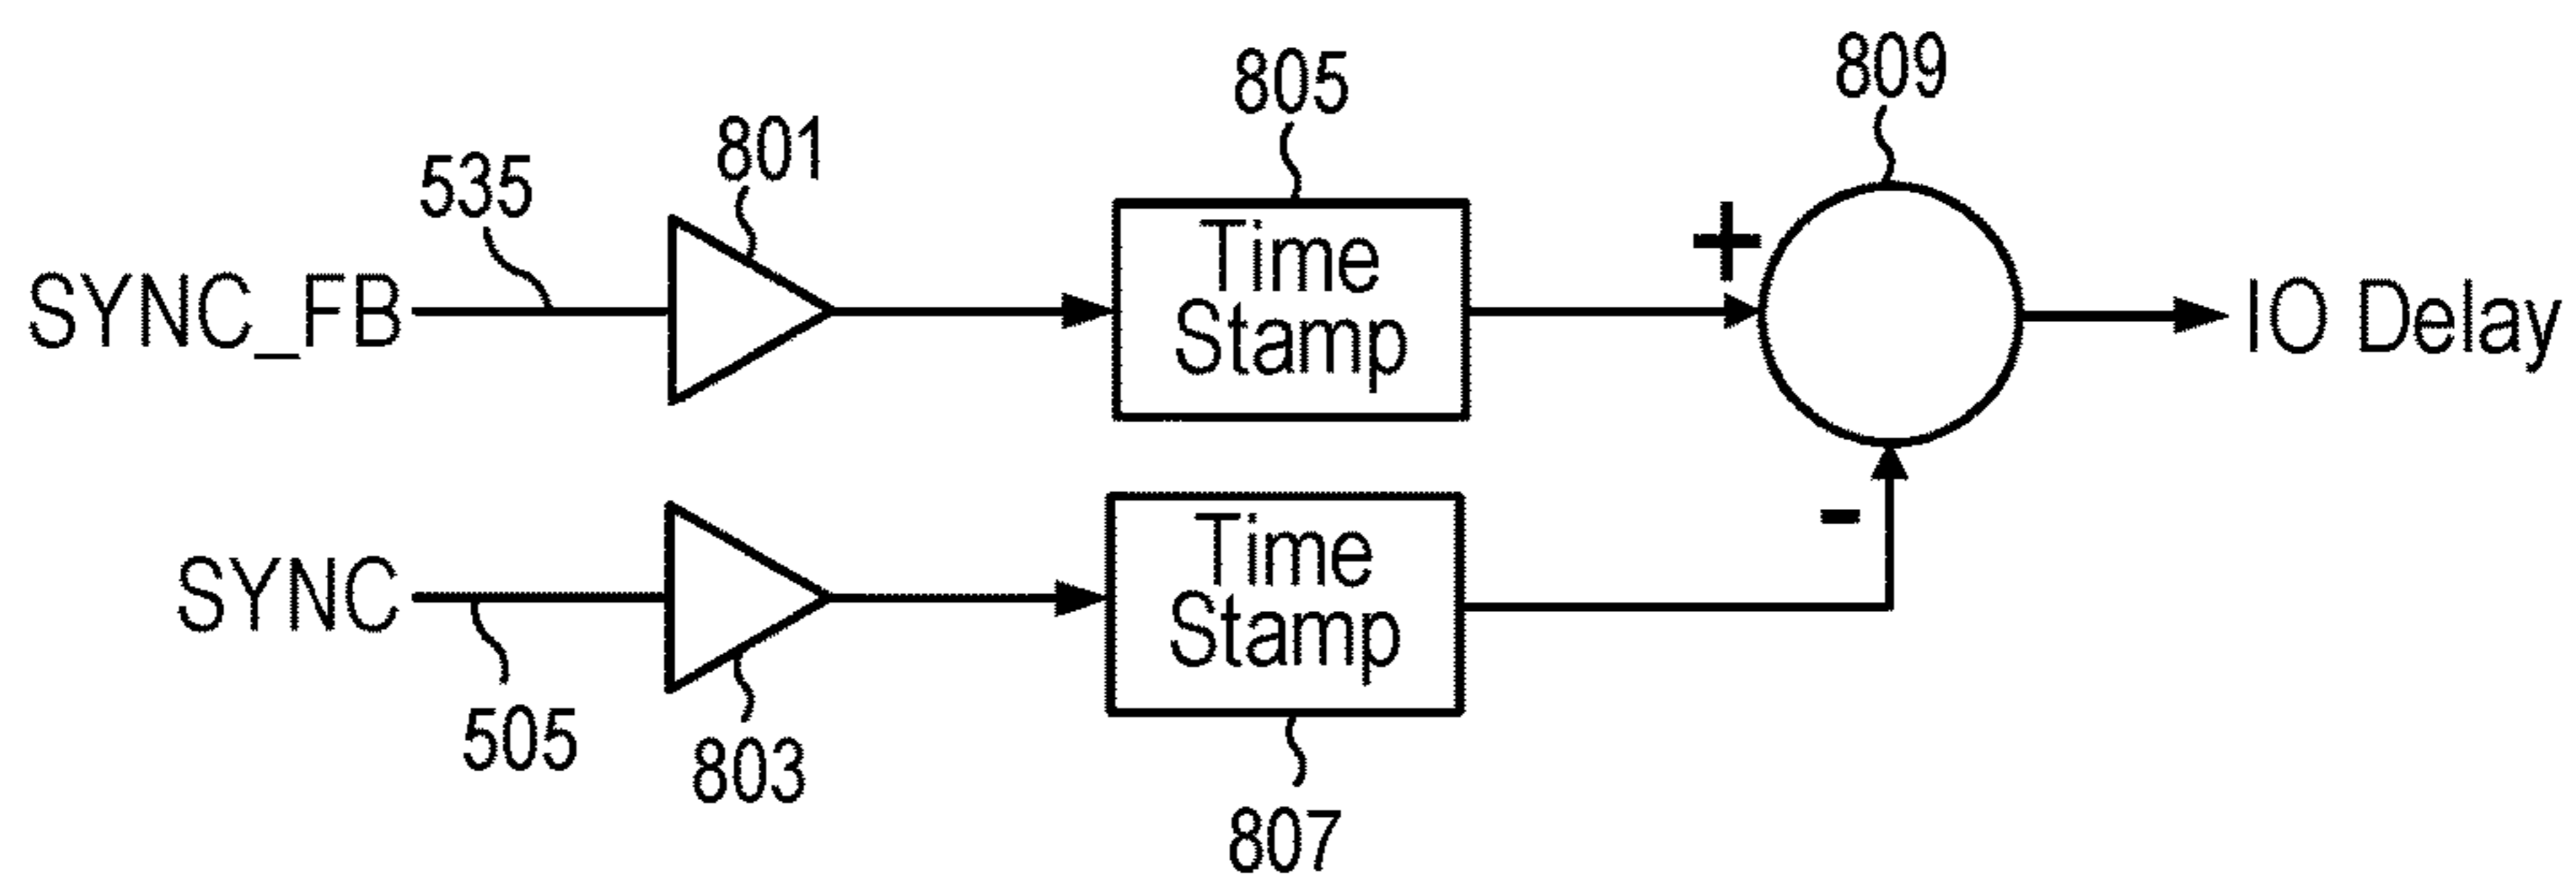 809
805
801
535
Time
Stamp
+
SYNC_FB
IO Delay
-
Time
Stamp
SYNC
505
803
807